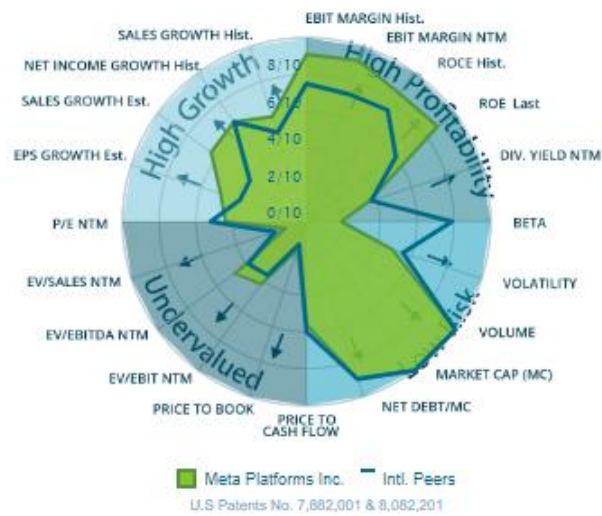 EBIT MARGIN Hist.
SALES GROWTH Hist.
EBIT MARGIN NTM
NET INCOME GROWTH Hist.
ROCE Hist.
SALES GROWTH Est.
ROE Last
EPS GROWTH Est.
DIV. YIELD NTM
P/E NTM
BETA
EV/SALES NTM
VOLATILITY
EV/EBITDA NTM
VOLUME
EV/EBIT NTM
MARKET CAP (MC)
PRICE TO BOOK
NET DEBT/MC
PRICE TO
CASH FLOW
High Growth
High Profitability
Undervalued
Low Risk
8/10
6/10
4/10
2/10
0/10
Meta Platforms Inc.
Intl. Peers
U.S Patents No. 7,882,001 & 8,082,201